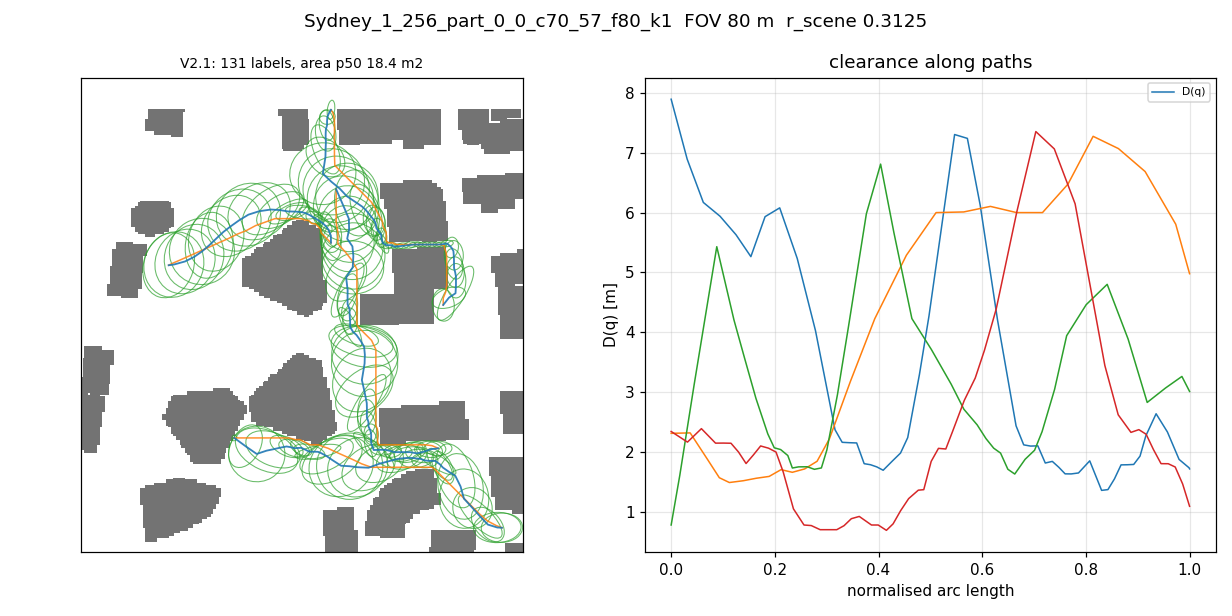 Sydney_1_256_part_0_0_c70_57_f80_k1  FOV 80 m  r_scene 0.3125
V2.1: 131 labels, area p50 18.4 m2
clearance along paths
D(q)
8
7
6
5
4
3
2
1
D(q) [m]
0.0 0.2 0.4 0.6 0.8 1.0
normalised arc length